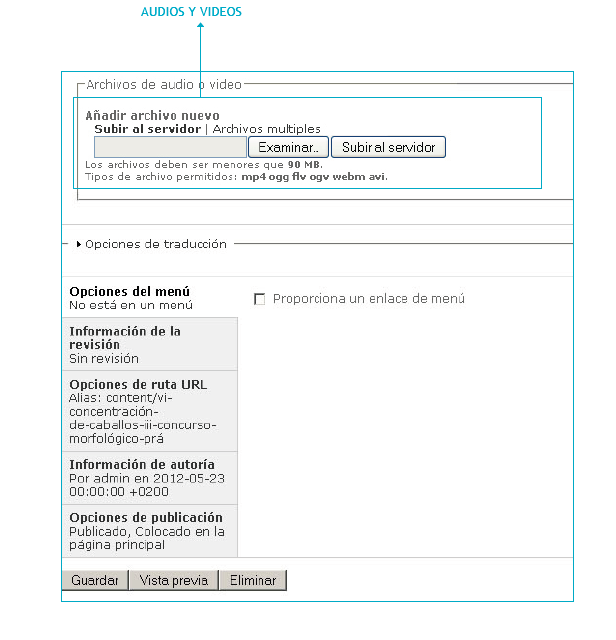 AUDIOS Y VIDEOS
Archivos de audio o video
Añadir archivo nuevo
Subir al servidor | Archivos multiples
Examinar.. Subir al servidor
Los archivos deben ser menores que 90 MB.
Tipos de archivo permitidos: mp4 ogg flv ogv webm avi.
Opciones de traducción
Opciones del menú
No está en un menú
Proporciona un enlace de menú
Información de la
revisión
Sin revisión
Opciones de ruta URL
Alias: content/vi-
concentración-
de-caballos-iii-concurso-
morfológico-prá
Información de autoría
Por admin en 2012-05-23
00:00:00 +0200
Opciones de publicación
Publicado, Colocado en la
página principal
Guardar Vista previa Eliminar